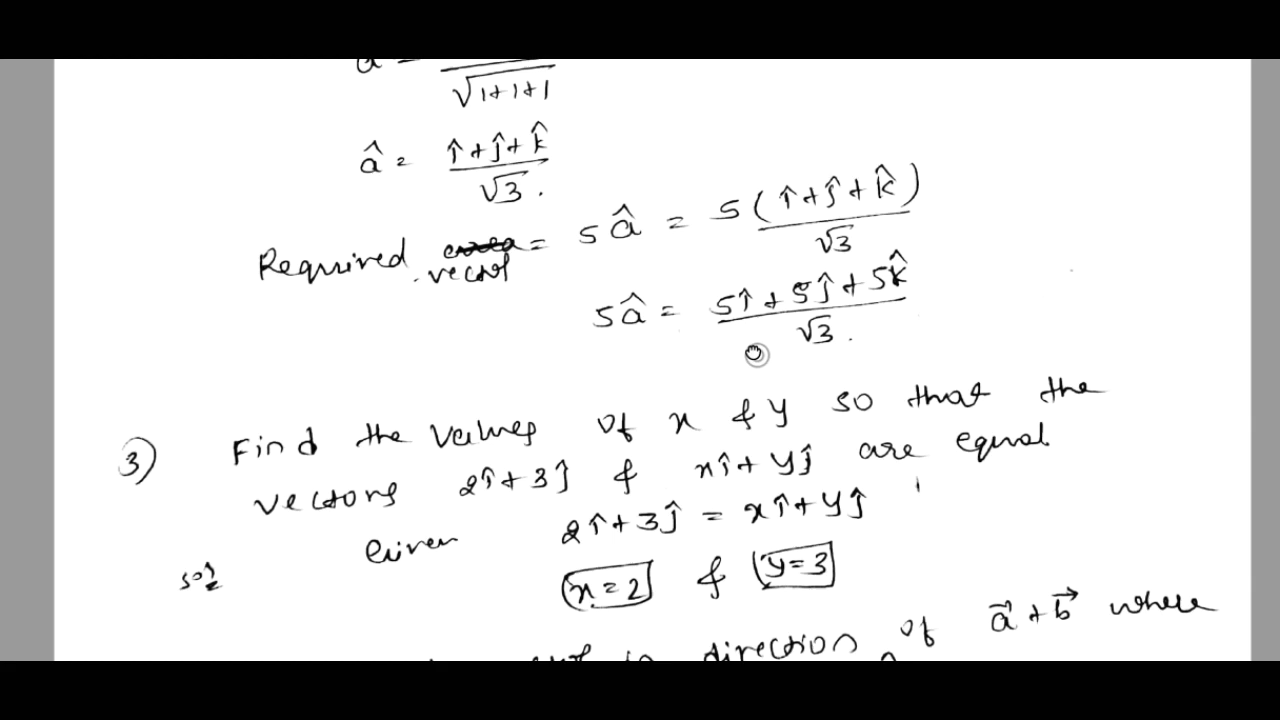 a =
√1+1+1
â = î+ĵ+k̂
√3.
Required vector = 5â = 5(î+ĵ+k̂)
√3
5â = 5î+5ĵ+5k̂
√3.
3) Find the values of x & y so that the
vectors 2î+3ĵ & xî+yĵ are equal
Given 2î+3ĵ = xî+yĵ
sol
x=2 & y=3
in direction of a⃗+b⃗ where